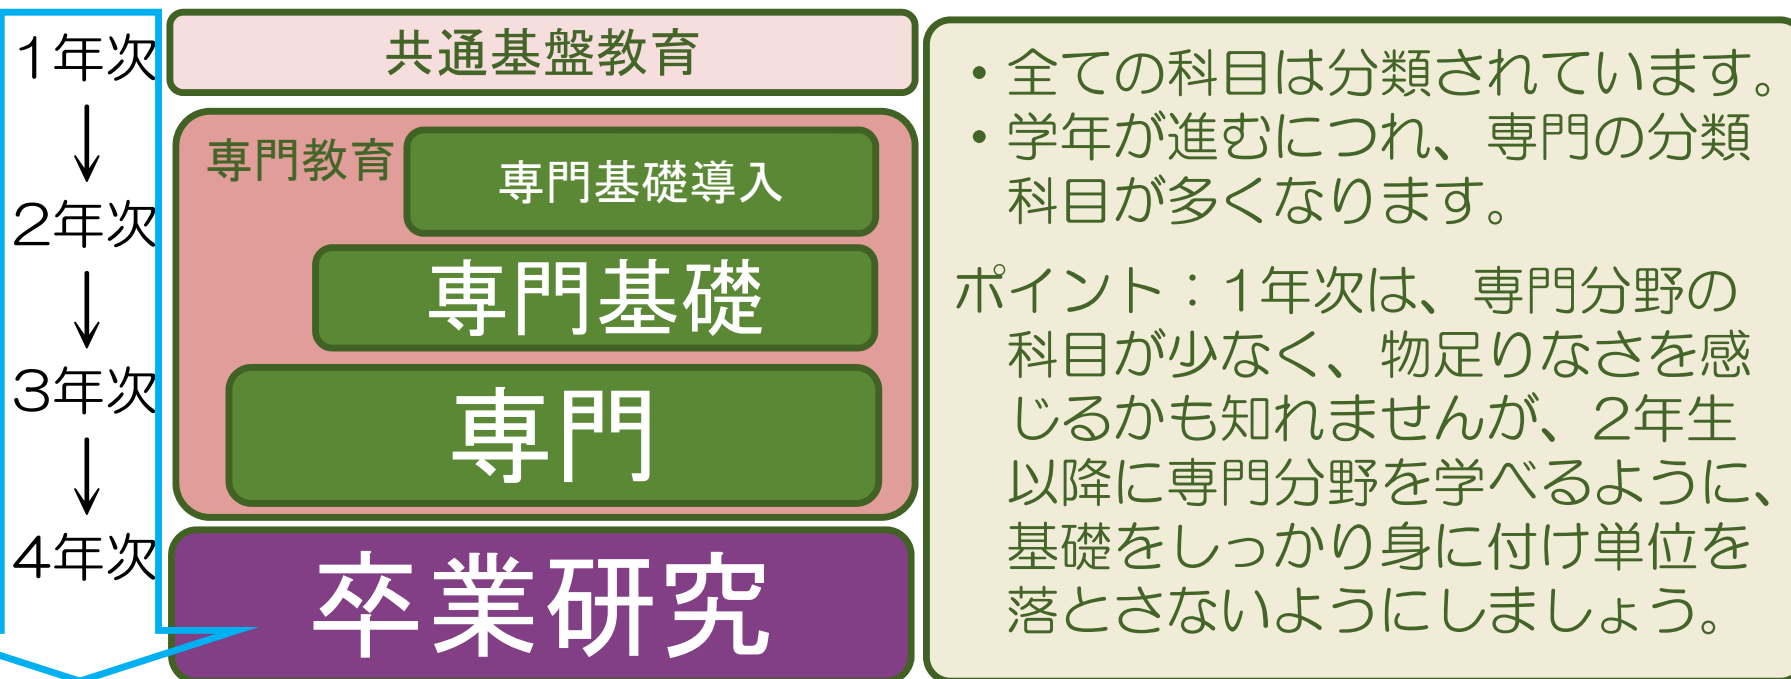 1年次
↓
2年次
↓
3年次
↓
4年次
共通基盤教育
専門教育
専門基礎導入
専門基礎
専門
卒業研究
・全ての科目は分類されています。
・学年が進むにつれ、専門の分類
科目が多くなります。
ポイント：1年次は、専門分野の
科目が少なく、物足りなさを感
じるかも知れませんが、2年生
以降に専門分野を学べるように、
基礎をしっかり身に付け単位を
落とさないようにしましょう。